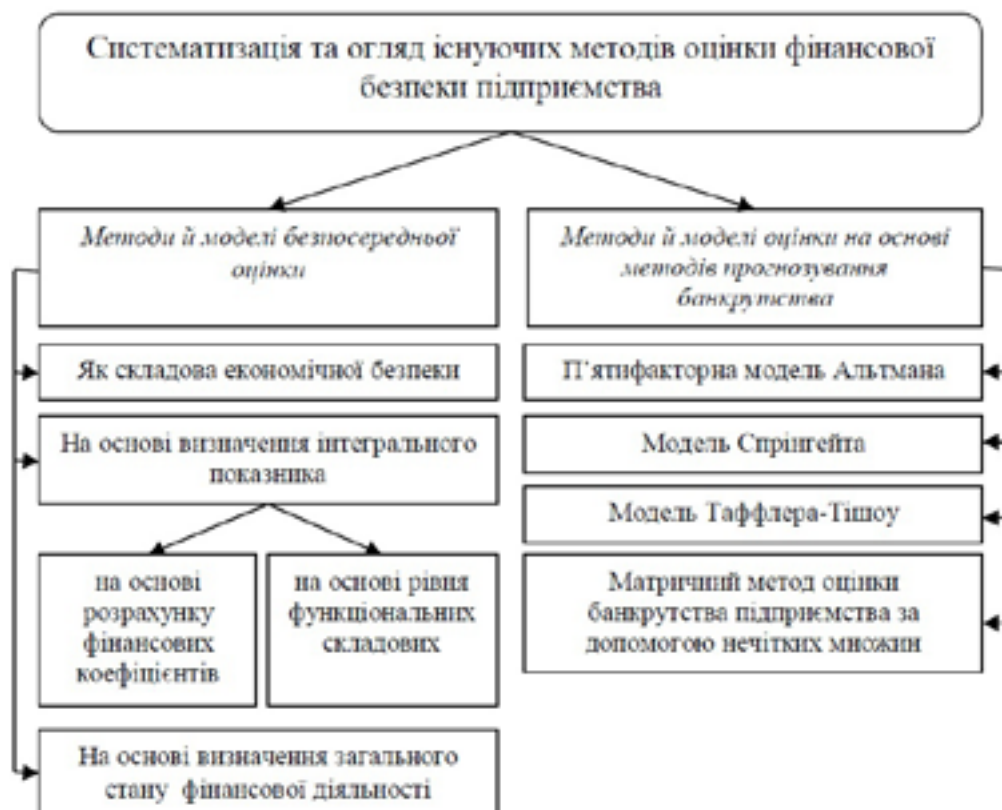 Систематизація та огляд існуючих методів оцінки фінансової
безпеки підприємства
Методи й моделі безпосередньої
оцінки
Методи й моделі оцінки на основі
методів прогнозування
банкрутства
Як складова економічної безпеки
П'ятифакторна модель Альтмана
На основі визначення інтегрального
показника
Модель Спрінгейта
Модель Таффлера-Тішоу
на основі
розрахунку
фінансових
коефіцієнтів
на основі рівня
функціональних
складових
Матричний метод оцінки
банкрутства підприємства за
допомогою нечітких множин
На основі визначення загального
стану фінансової діяльності